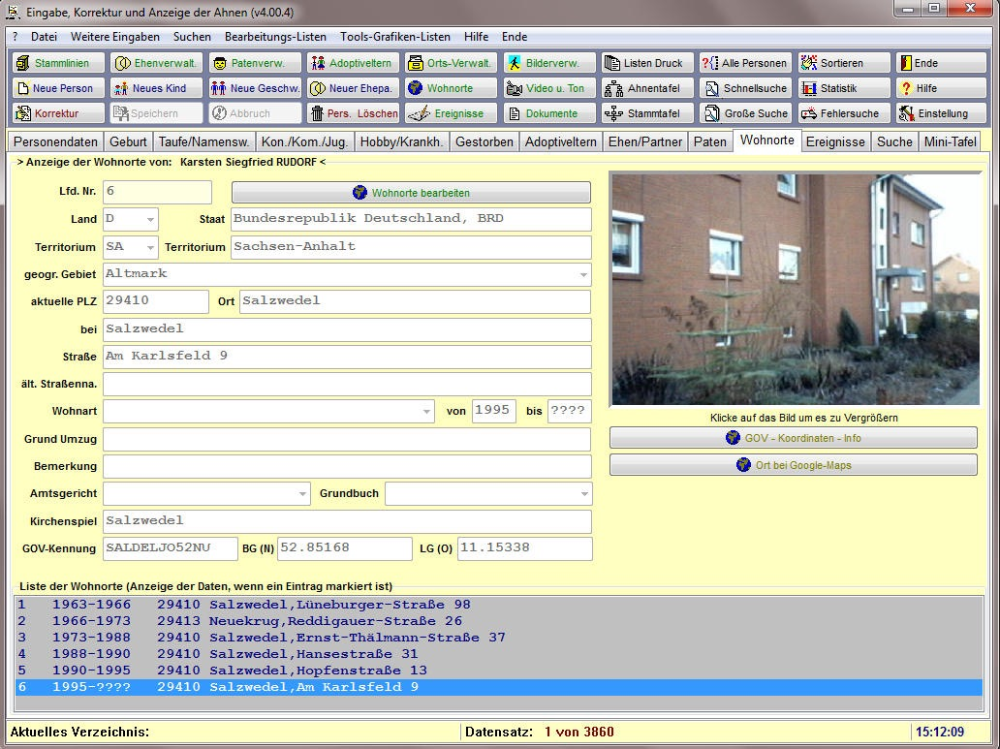 Eingabe, Korrektur und Anzeige der Ahnen (v4.00.4)
? Datei Weitere Eingaben Suchen Bearbeitungs-Listen Tools-Grafiken-Listen Hilfe Ende
Stammlinien Ehenverwalt. Patenverw. Adoptiveltern Orts-Verwalt. Bilderverw. Listen Druck Alle Personen Sortieren Ende
Neue Person Neues Kind Neue Geschw. Neuer Ehepa. Wohnorte Video u. Ton Ahnentafel Schnellsuche Statistik Hilfe
Korrektur Speichern Abbruch Pers. Löschen Ereignisse Dokumente Stammtafel Große Suche Fehlersuche Einstellung
Personendaten Geburt Taufe/Namensw. Kon./Kom./Jug. Hobby/Krankh. Gestorben Adoptiveltern Ehen/Partner Paten Wohnorte Ereignisse Suche Mini-Tafel
> Anzeige der Wohnorte von: Karsten Siegfried RUDORF <
Lfd. Nr. 6 Wohnorte bearbeiten
Land D Staat Bundesrepublik Deutschland, BRD
Territorium SA Territorium Sachsen-Anhalt
geogr. Gebiet Altmark
aktuelle PLZ 29410 Ort Salzwedel
bei Salzwedel
Straße Am Karlsfeld 9
ält. Straßenna.
Wohnart von 1995 bis ????
Grund Umzug
Bemerkung
Amtsgericht Grundbuch
Kirchenspiel Salzwedel
GOV-Kennung SALDELJO52NU BG (N) 52.85168 LG (O) 11.15338
Klicke auf das Bild um es zu Vergrößern
GOV - Koordinaten - Info
Ort bei Google-Maps
Liste der Wohnorte (Anzeige der Daten, wenn ein Eintrag markiert ist)
1 1963-1966 29410 Salzwedel,Lüneburger-Straße 98
2 1966-1973 29413 Neuekrug,Reddigauer-Straße 26
3 1973-1988 29410 Salzwedel,Ernst-Thälmann-Straße 37
4 1988-1990 29410 Salzwedel,Hansestraße 31
5 1990-1995 29410 Salzwedel,Hopfenstraße 13
6 1995-???? 29410 Salzwedel,Am Karlsfeld 9
Aktuelles Verzeichnis: Datensatz: 1 von 3860 15:12:09